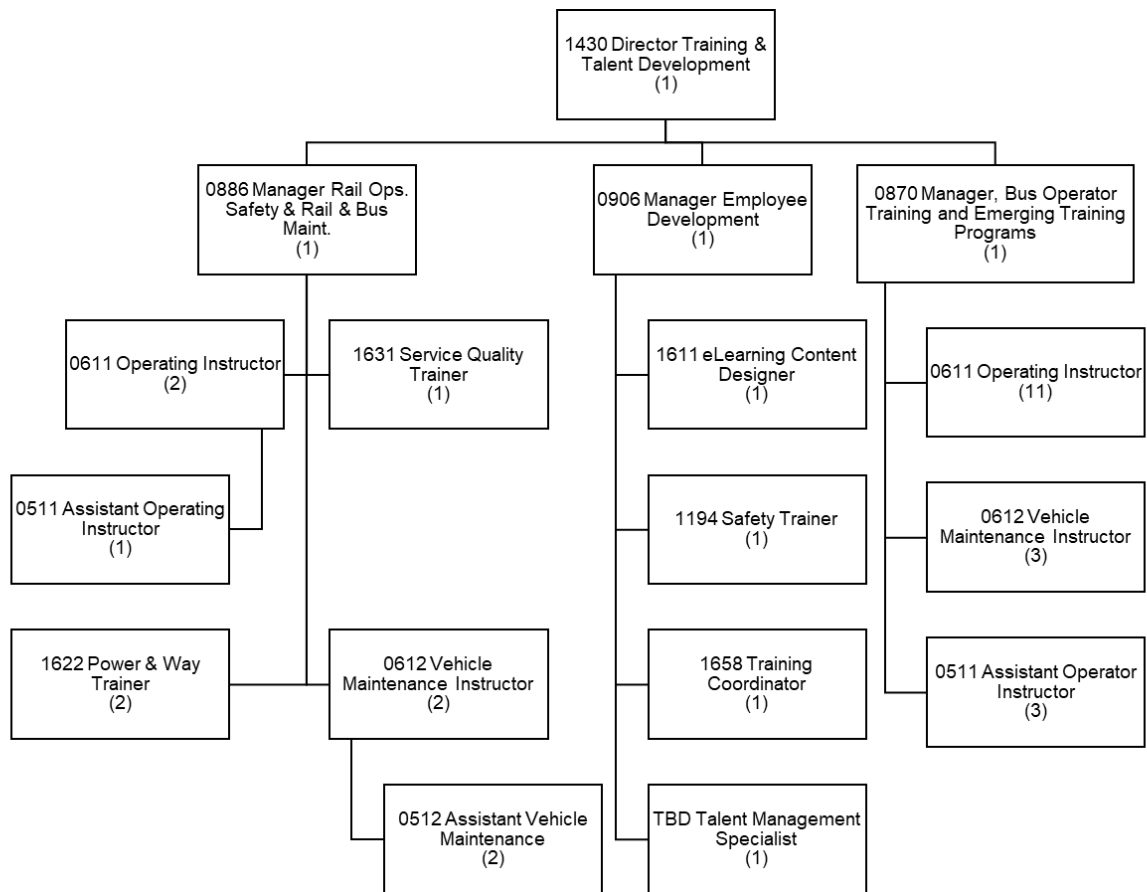 1430 Director Training &
Talent Development
(1)
0886 Manager Rail Ops.
Safety & Rail & Bus
Maint.
(1)
0906 Manager Employee
Development
(1)
0870 Manager, Bus Operator
Training and Emerging Training
Programs
(1)
0611 Operating Instructor
(2)
1631 Service Quality
Trainer
(1)
1611 eLearning Content
Designer
(1)
0611 Operating Instructor
(11)
0511 Assistant Operating
Instructor
(1)
1194 Safety Trainer
(1)
0612 Vehicle
Maintenance Instructor
(3)
1622 Power & Way
Trainer
(2)
0612 Vehicle
Maintenance Instructor
(2)
1658 Training
Coordinator
(1)
0511 Assistant Operator
Instructor
(3)
0512 Assistant Vehicle
Maintenance
(2)
TBD Talent Management
Specialist
(1)